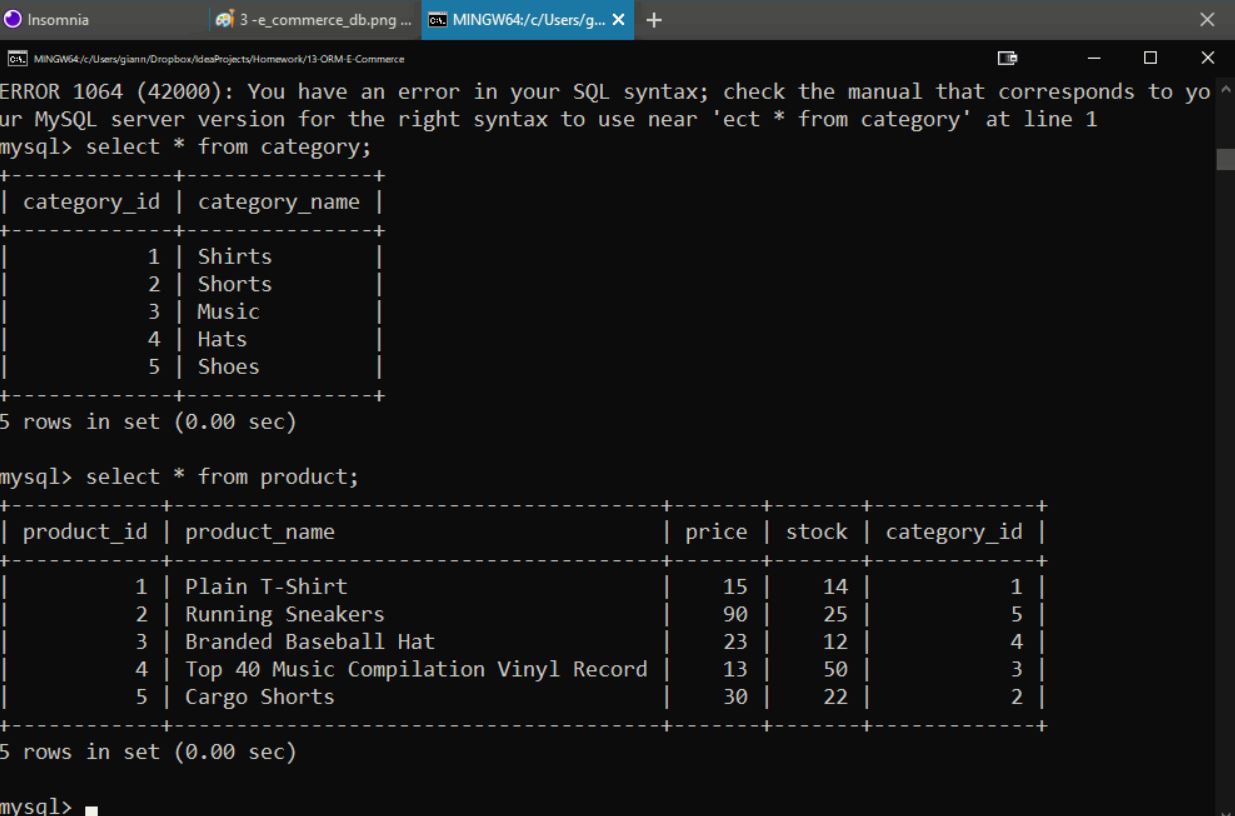 Insomnia
3 -e_commerce_db.png ...
MINGW64:/c/Users/g...
MINGW64:/c/Users/giann/Dropbox/IdeaProjects/Homework/13-ORM-E-Commerce
ERROR 1064 (42000): You have an error in your SQL syntax; check the manual that corresponds to yo
ur MySQL server version for the right syntax to use near 'ect * from category' at line 1
mysql> select * from category;
+-------------+---------------+
| category_id | category_name |
+-------------+---------------+
|           1 | Shirts        |
|           2 | Shorts        |
|           3 | Music         |
|           4 | Hats          |
|           5 | Shoes         |
+-------------+---------------+
5 rows in set (0.00 sec)
mysql> select * from product;
+------------+---------------------------------------+-------+-------+-------------+
| product_id | product_name                          | price | stock | category_id |
+------------+---------------------------------------+-------+-------+-------------+
|          1 | Plain T-Shirt                         |    15 |    14 |           1 |
|          2 | Running Sneakers                      |    90 |    25 |           5 |
|          3 | Branded Baseball Hat                  |    23 |    12 |           4 |
|          4 | Top 40 Music Compilation Vinyl Record |    13 |    50 |           3 |
|          5 | Cargo Shorts                          |    30 |    22 |           2 |
+------------+---------------------------------------+-------+-------+-------------+
5 rows in set (0.00 sec)
mysql>